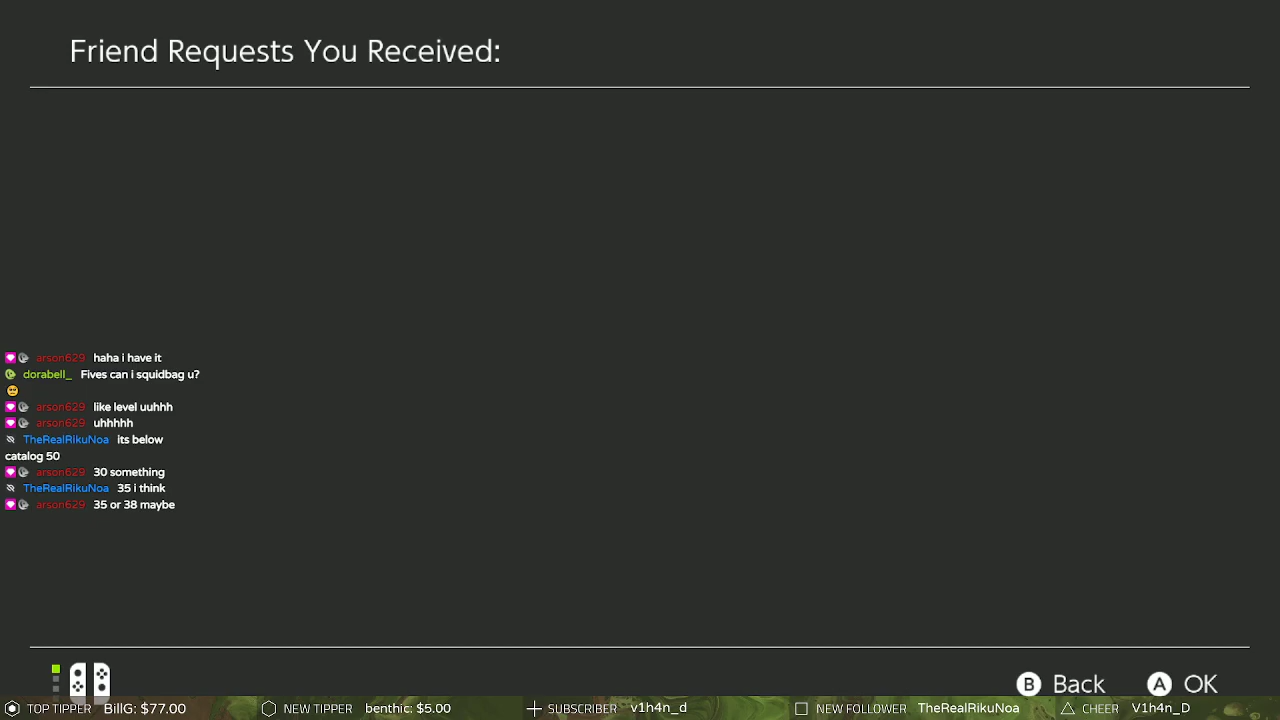 Friend Requests You Received:
arson629 haha i have it
dorabell_ Fives can i squidbag u?
arson629 like level uuhhh
arson629 uhhhhh
TheRealRikuNoa its below
catalog 50
arson629 30 something
TheRealRikuNoa 35 i think
arson629 35 or 38 maybe
B Back A OK
TOP TIPPER BillG: $77.00 NEW TIPPER benthic: $5.00 SUBSCRIBER v1h4n_d NEW FOLLOWER TheRealRikuNoa CHEER V1h4n_D